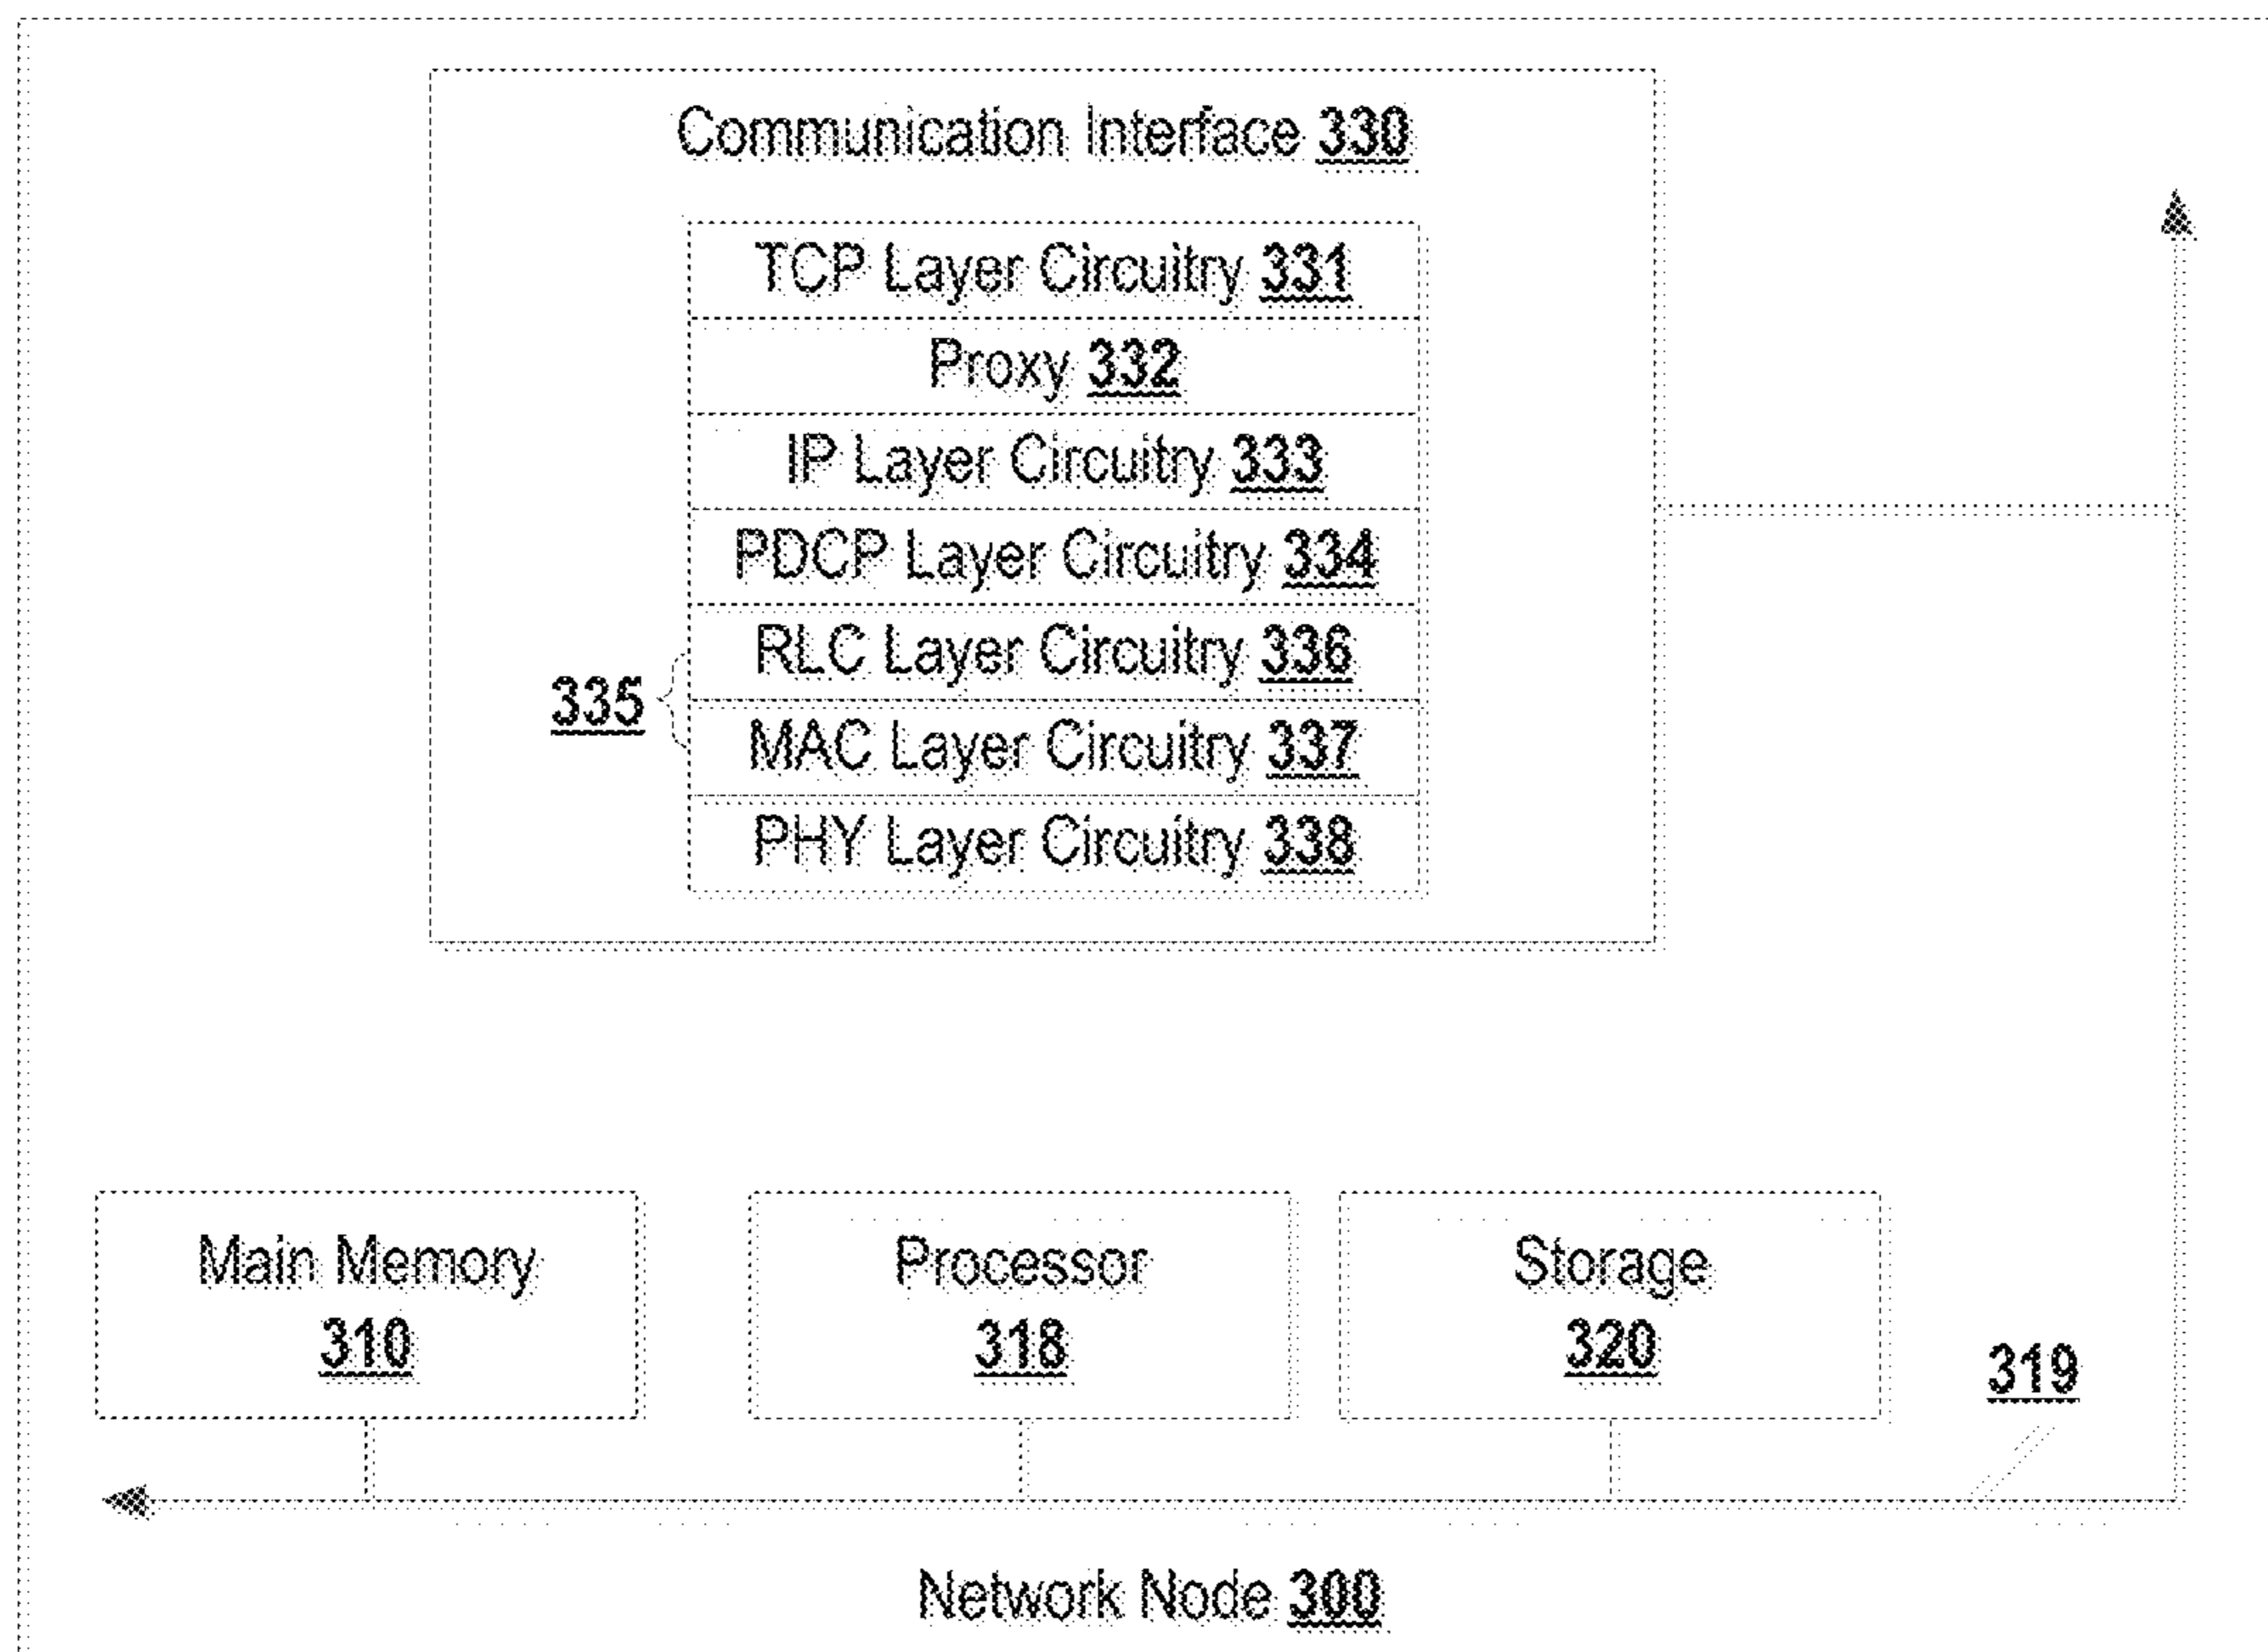 Communication Interface 330
TCP Layer Circuitry 331
Proxy 332
IP Layer Circuitry 333
PDCP Layer Circuitry 334
RLC Layer Circuitry 336
335
MAC Layer Circuitry 337
PHY Layer Circuitry 338
Main Memory
310
Processor
318
Storage
320
319
Network Node 300